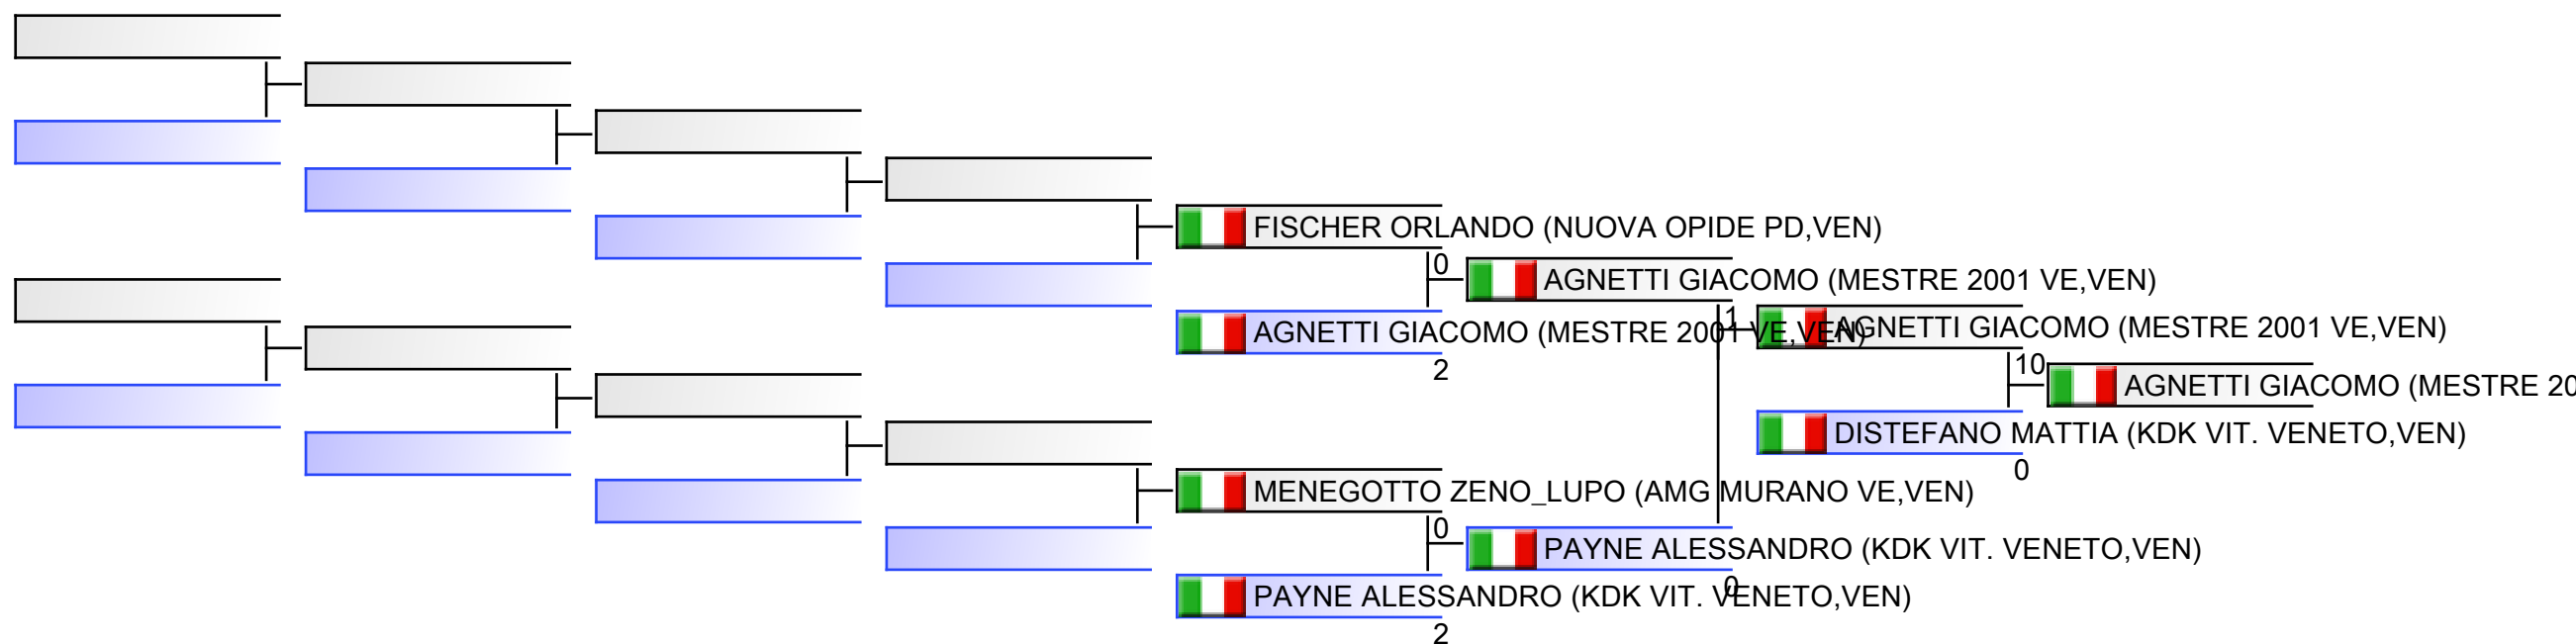 FISCHER ORLANDO (NUOVA OPIDE PD,VEN)
0
AGNETTI GIACOMO (MESTRE 2001 VE,VEN)
AGNETTI GIACOMO (MESTRE 2001 VE,VEN)
2
1
AGNETTI GIACOMO (MESTRE 2001 VE,VEN)
10
AGNETTI GIACOMO (MESTRE 20
DISTEFANO MATTIA (KDK VIT. VENETO,VEN)
0
MENEGOTTO ZENO_LUPO (AMG MURANO VE,VEN)
0
PAYNE ALESSANDRO (KDK VIT. VENETO,VEN)
0
PAYNE ALESSANDRO (KDK VIT. VENETO,VEN)
2